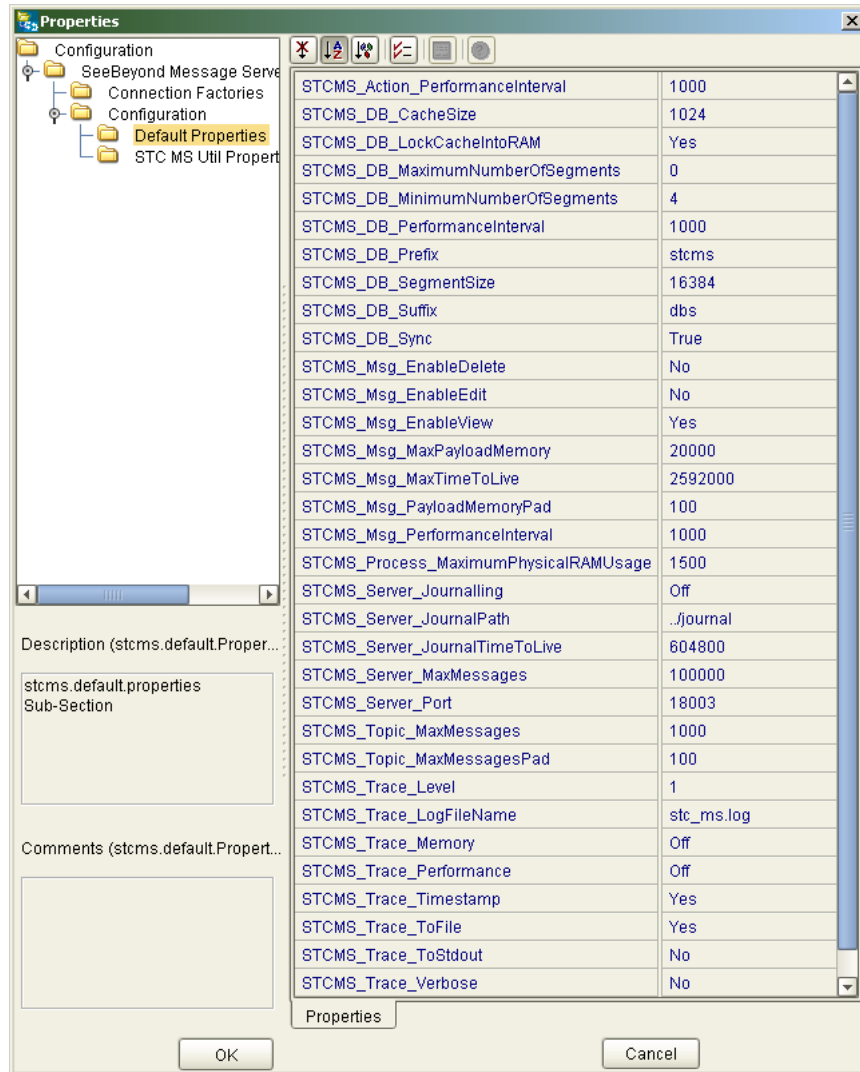 Properties
Configuration
SeeBeyond Message Serve
Connection Factories
Configuration
Default Properties
STC MS Util Propert
Description (stcms.default.Proper...
stcms.default.properties
Sub-Section
Comments (stcms.default.Propert...
STCMS_Action_PerformanceInterval 1000
STCMS_DB_CacheSize 1024
STCMS_DB_LockCacheIntoRAM Yes
STCMS_DB_MaximumNumberOfSegments 0
STCMS_DB_MinimumNumberOfSegments 4
STCMS_DB_PerformanceInterval 1000
STCMS_DB_Prefix stcms
STCMS_DB_SegmentSize 16384
STCMS_DB_Suffix dbs
STCMS_DB_Sync True
STCMS_Msg_EnableDelete No
STCMS_Msg_EnableEdit No
STCMS_Msg_EnableView Yes
STCMS_Msg_MaxPayloadMemory 20000
STCMS_Msg_MaxTimeToLive 2592000
STCMS_Msg_PayloadMemoryPad 100
STCMS_Msg_PerformanceInterval 1000
STCMS_Process_MaximumPhysicalRAMUsage 1500
STCMS_Server_Journalling Off
STCMS_Server_JournalPath ../journal
STCMS_Server_JournalTimeToLive 604800
STCMS_Server_MaxMessages 100000
STCMS_Server_Port 18003
STCMS_Topic_MaxMessages 1000
STCMS_Topic_MaxMessagesPad 100
STCMS_Trace_Level 1
STCMS_Trace_LogFileName stc_ms.log
STCMS_Trace_Memory Off
STCMS_Trace_Performance Off
STCMS_Trace_Timestamp Yes
STCMS_Trace_ToFile Yes
STCMS_Trace_ToStdout No
STCMS_Trace_Verbose No
Properties
OK Cancel